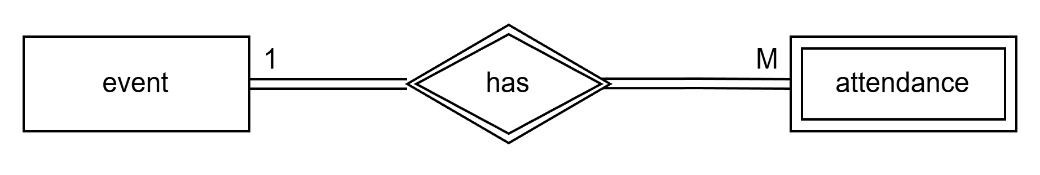 event
1
has
M
attendance